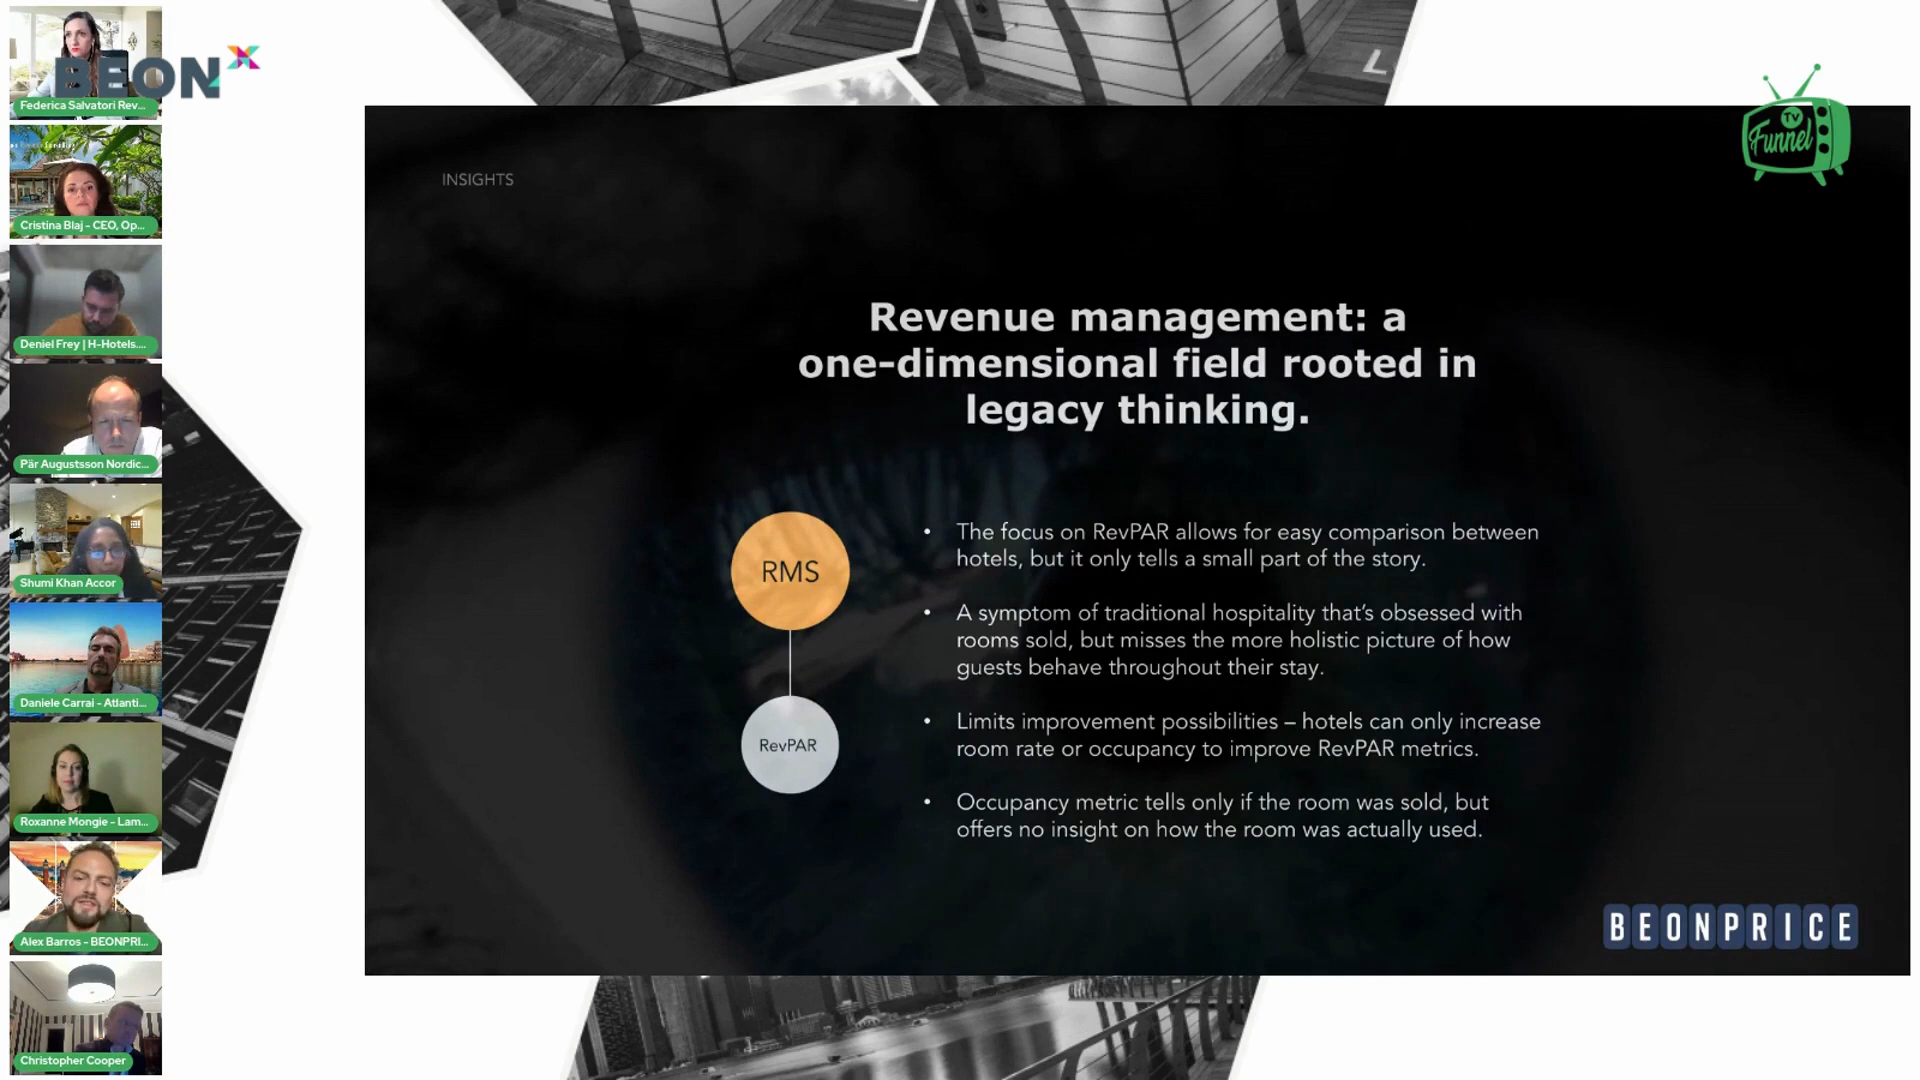 BEON
Federica Salvatori Rev...
Cristina Blaj - CEO, Op...
Deniel Frey | H-Hotels....
Pär Augustsson Nordic...
Shumi Khan Accor
Daniele Carrai - Atlanti...
Roxanne Mongie - Lam...
Alex Barros - BEONPRI...
Christopher Cooper
TV
Funnel
INSIGHTS
Revenue management: a
one-dimensional field rooted in
legacy thinking.
RMS
RevPAR
• The focus on RevPAR allows for easy comparison between
hotels, but it only tells a small part of the story.
• A symptom of traditional hospitality that's obsessed with
rooms sold, but misses the more holistic picture of how
guests behave throughout their stay.
• Limits improvement possibilities – hotels can only increase
room rate or occupancy to improve RevPAR metrics.
• Occupancy metric tells only if the room was sold, but
offers no insight on how the room was actually used.
BEONPRICE